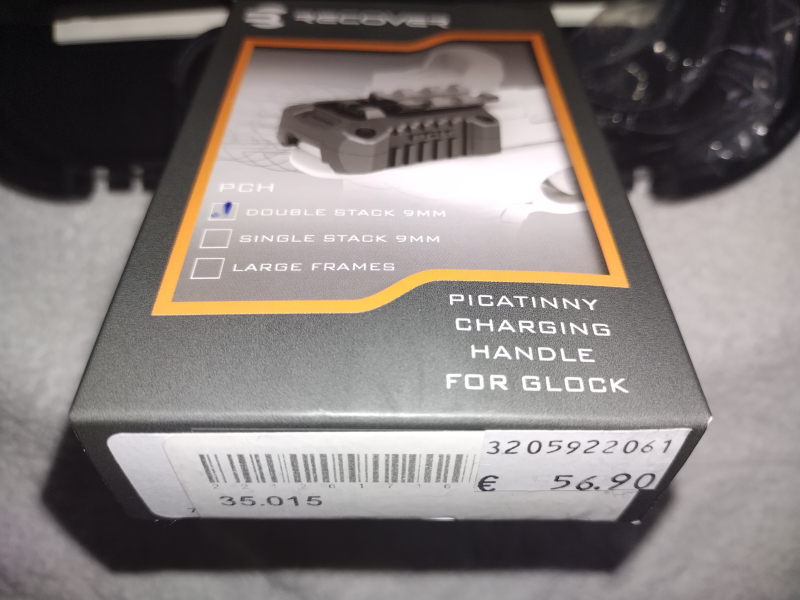 RECOVER
PCH
DOUBLE STACK 9MM
SINGLE STACK 9MM
LARGE FRAMES
PICATINNY
CHARGING
HANDLE
FOR GLOCK
3205922061
€ 56.90
35.015